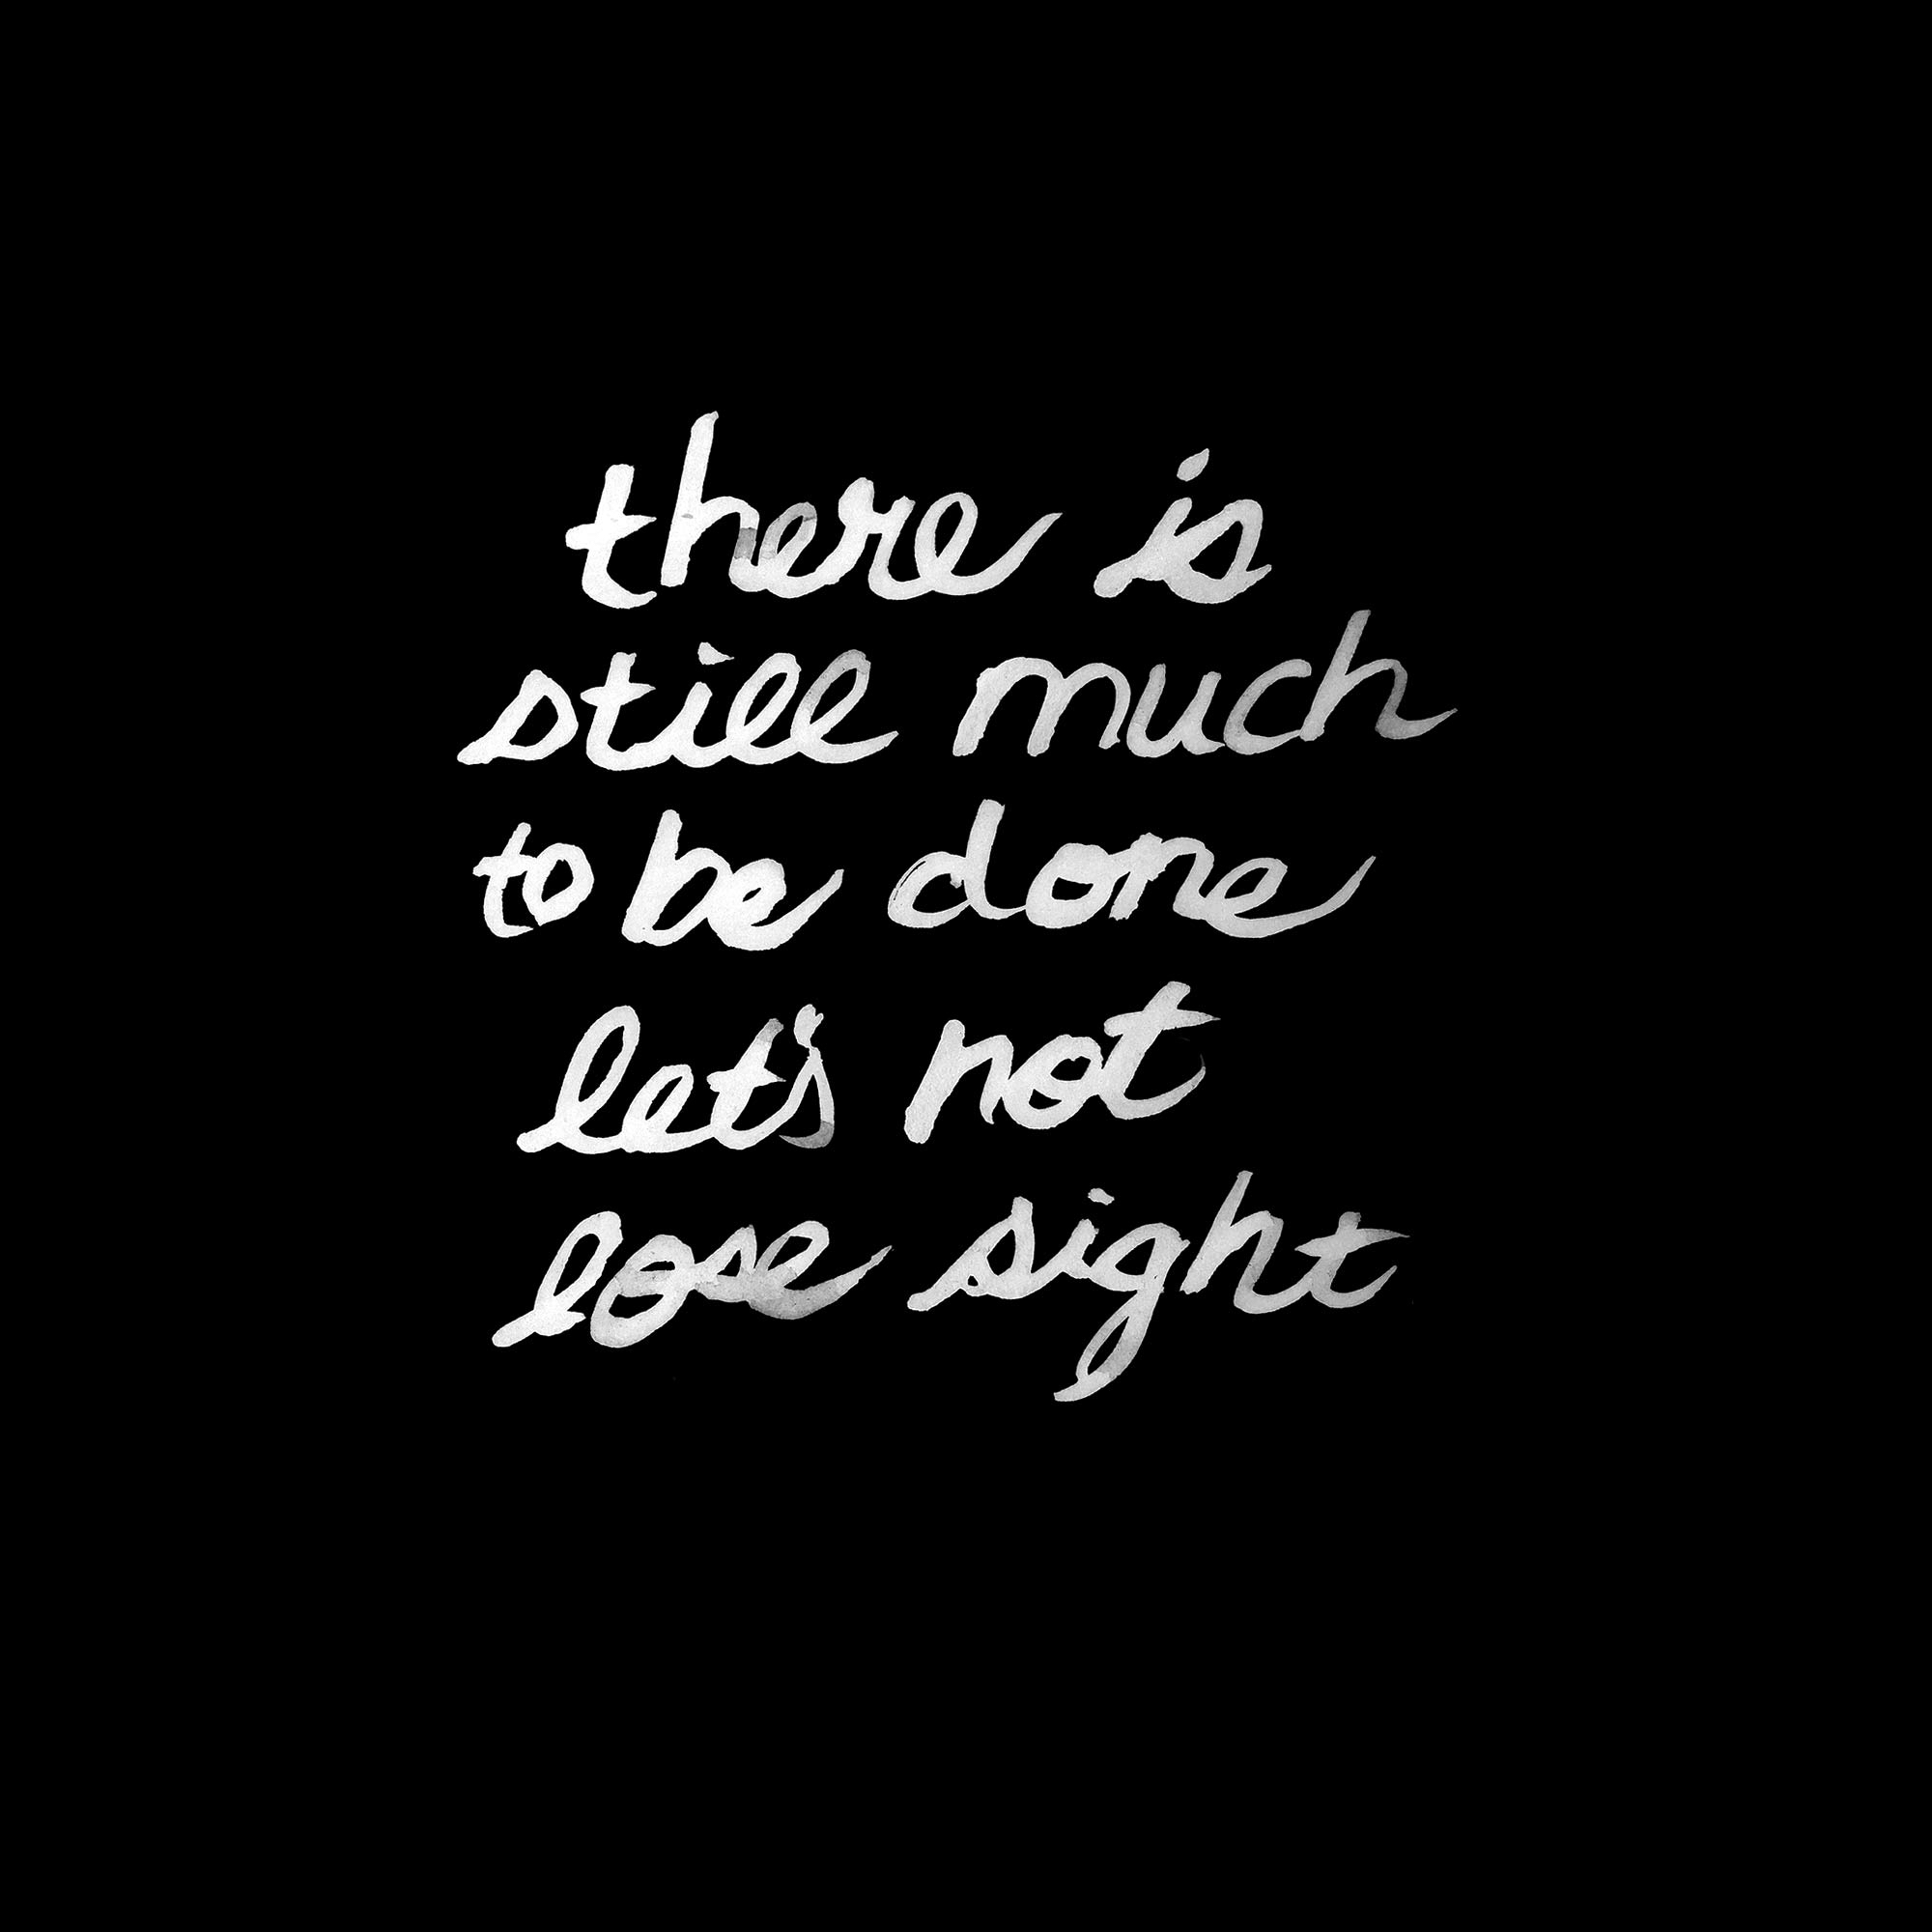 there is
still much
to be done
let's not
lose sight